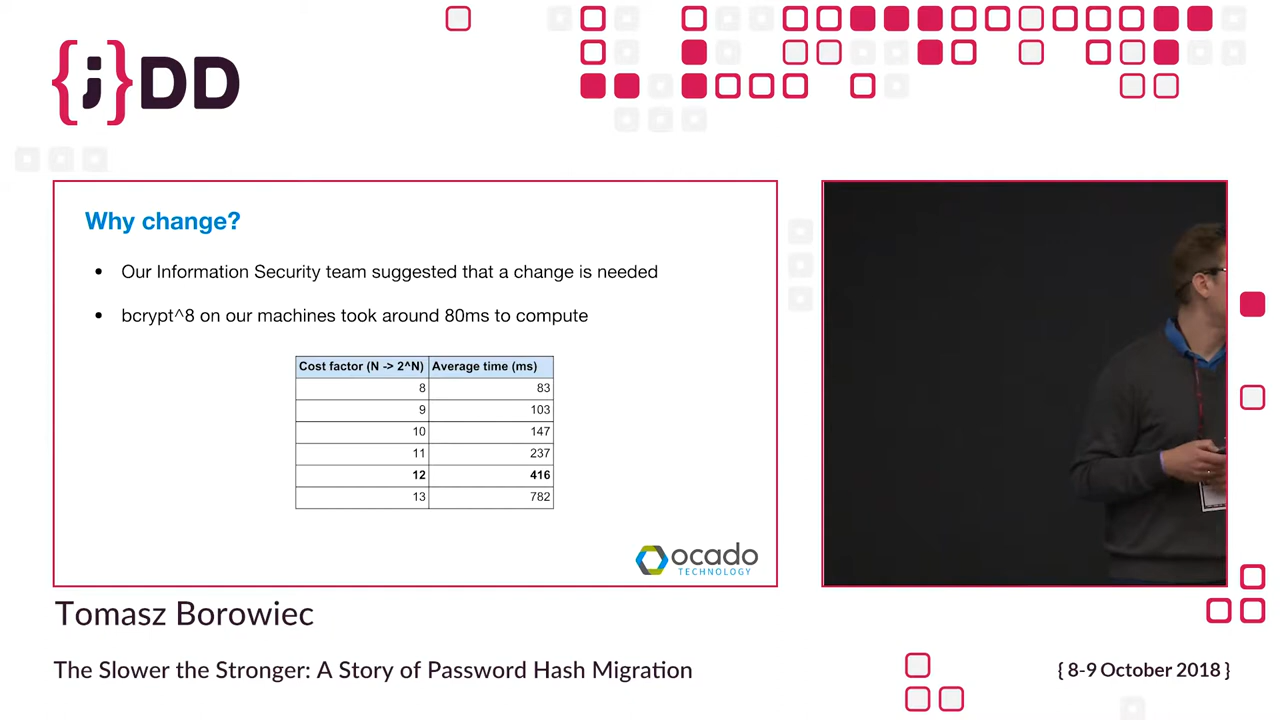 {j}DD
Why change?
• Our Information Security team suggested that a change is needed
• bcrypt^8 on our machines took around 80ms to compute
Cost factor (N -> 2^N) Average time (ms)
8 83
9 103
10 147
11 237
12 416
13 782
ocado
TECHNOLOGY
Tomasz Borowiec
The Slower the Stronger: A Story of Password Hash Migration
{ 8-9 October 2018 }